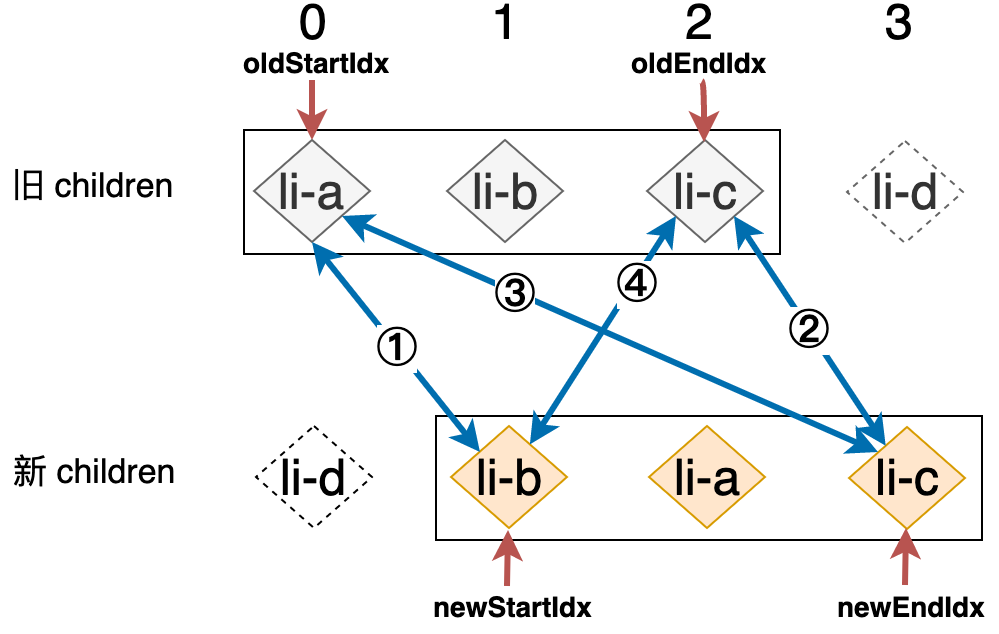 0 1 2 3
oldStartIdx oldEndIdx
旧 children li-a li-b li-c li-d
④
③
②
①
新 children li-d li-b li-a li-c
newStartIdx newEndIdx